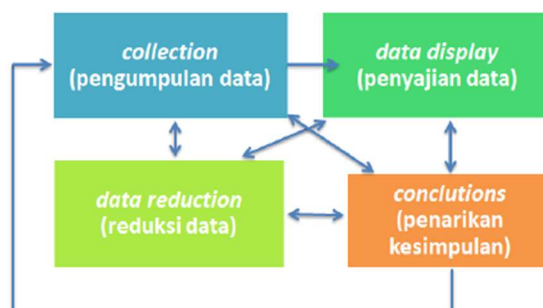 collection
(pengumpulan data)
data display
(penyajian data)
data reduction
(reduksi data)
conclutions
(penarikan
kesimpulan)